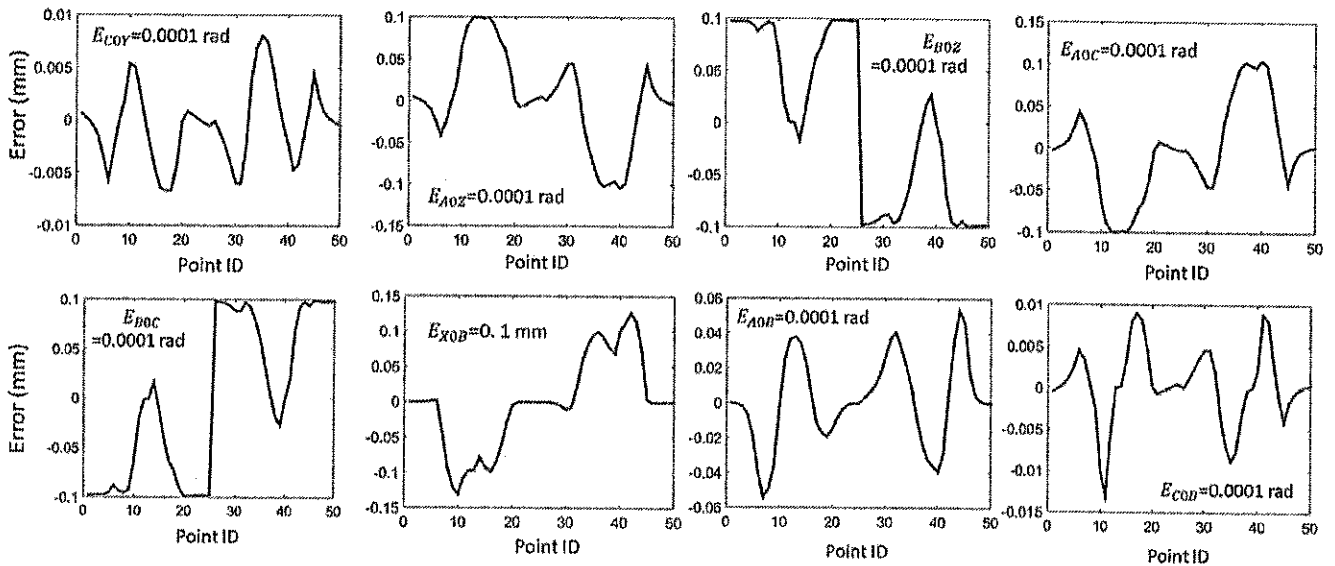 E_C0Y=0.0001 rad
0.01
0.005
0
-0.005
-0.01
Error (mm)
0 10 20 30 40 50
Point ID
E_A0Z=0.0001 rad
0.1
0.05
0
-0.05
-0.1
-0.15
0 10 20 30 40 50
Point ID
E_B0Z
=0.0001 rad
0.1
0.05
0
-0.05
-0.1
0 10 20 30 40 50
Point ID
E_A0C=0.0001 rad
0.15
0.1
0.05
0
-0.05
-0.1
0 10 20 30 40 50
Point ID
E_B0C
=0.0001 rad
0.1
0.05
0
-0.05
-0.1
Error (mm)
0 10 20 30 40 50
Point ID
E_X0B=0.1 mm
0.15
0.1
0.05
0
-0.05
-0.1
-0.15
0 10 20 30 40 50
Point ID
E_A0B=0.0001 rad
0.06
0.04
0.02
0
-0.02
-0.04
-0.06
0 10 20 30 40 50
Point ID
E_C0B=0.0001 rad
0.01
0.005
0
-0.005
-0.01
-0.015
0 10 20 30 40 50
Point ID